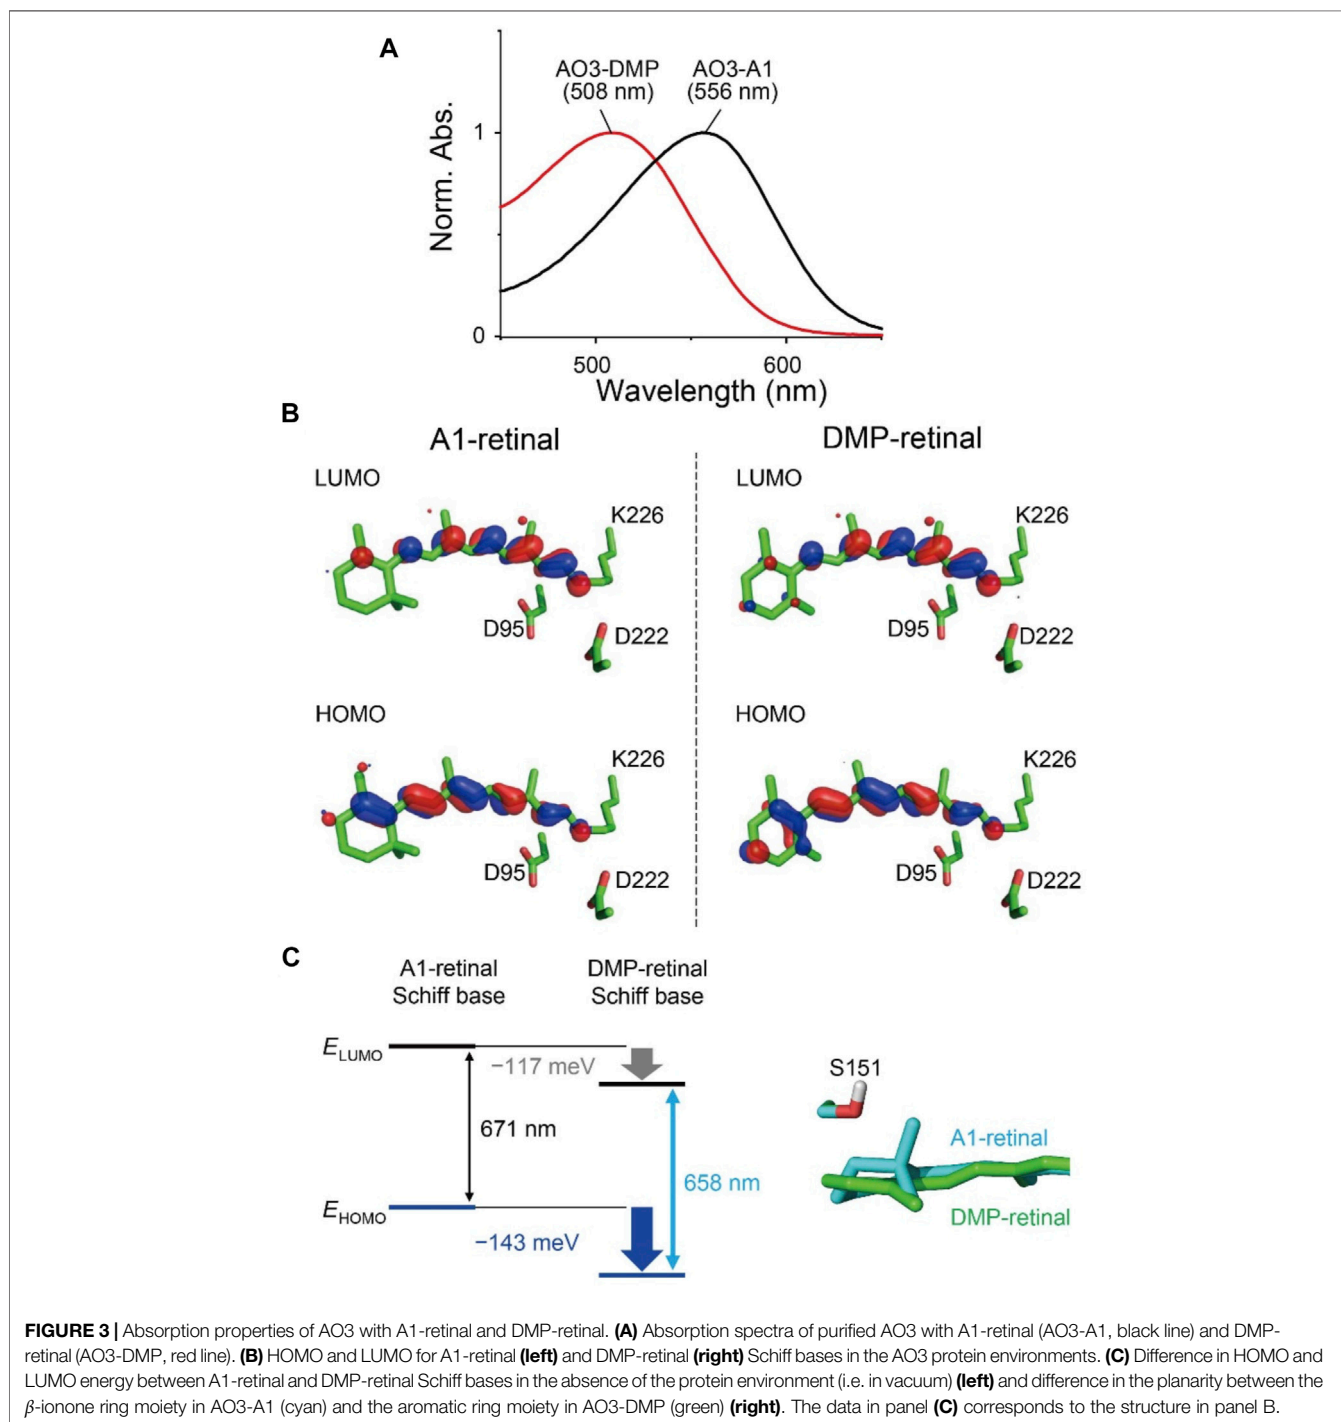 A
AO3-DMP
(508 nm)
AO3-A1
(556 nm)
Norm. Abs.
1
0
500
600
Wavelength (nm)
B
A1-retinal
DMP-retinal
LUMO
K226
D95
D222
LUMO
K226
D95
D222
HOMO
K226
D95
D222
HOMO
K226
D95
D222
C
A1-retinal
Schiff base
DMP-retinal
Schiff base
ELUMO
−117 meV
671 nm
658 nm
EHOMO
−143 meV
S151
A1-retinal
DMP-retinal
FIGURE 3 | Absorption properties of AO3 with A1-retinal and DMP-retinal. (A) Absorption spectra of purified AO3 with A1-retinal (AO3-A1, black line) and DMP-
retinal (AO3-DMP, red line). (B) HOMO and LUMO for A1-retinal (left) and DMP-retinal (right) Schiff bases in the AO3 protein environments. (C) Difference in HOMO and
LUMO energy between A1-retinal and DMP-retinal Schiff bases in the absence of the protein environment (i.e. in vacuum) (left) and difference in the planarity between the
β-ionone ring moiety in AO3-A1 (cyan) and the aromatic ring moiety in AO3-DMP (green) (right). The data in panel (C) corresponds to the structure in panel B.